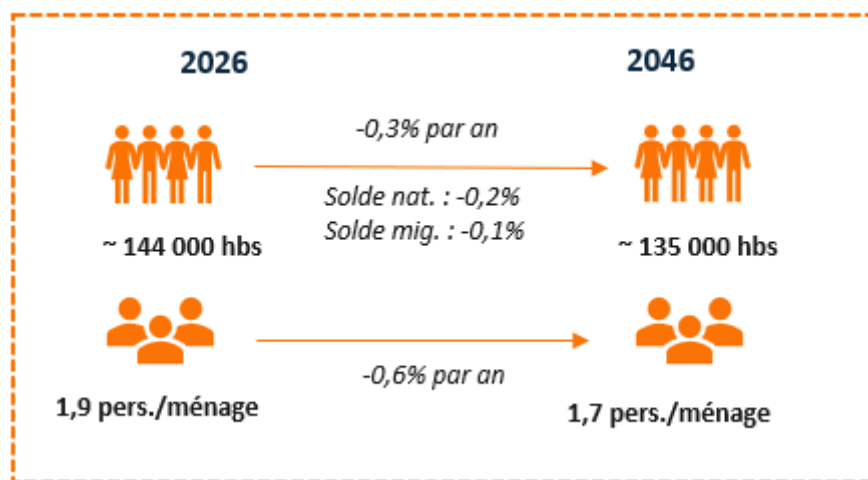 2026
2046
-0,3% par an
Solde nat. : -0,2%
Solde mig. : -0,1%
~ 144 000 hbs
~ 135 000 hbs
-0,6% par an
1,9 pers./ménage
1,7 pers./ménage